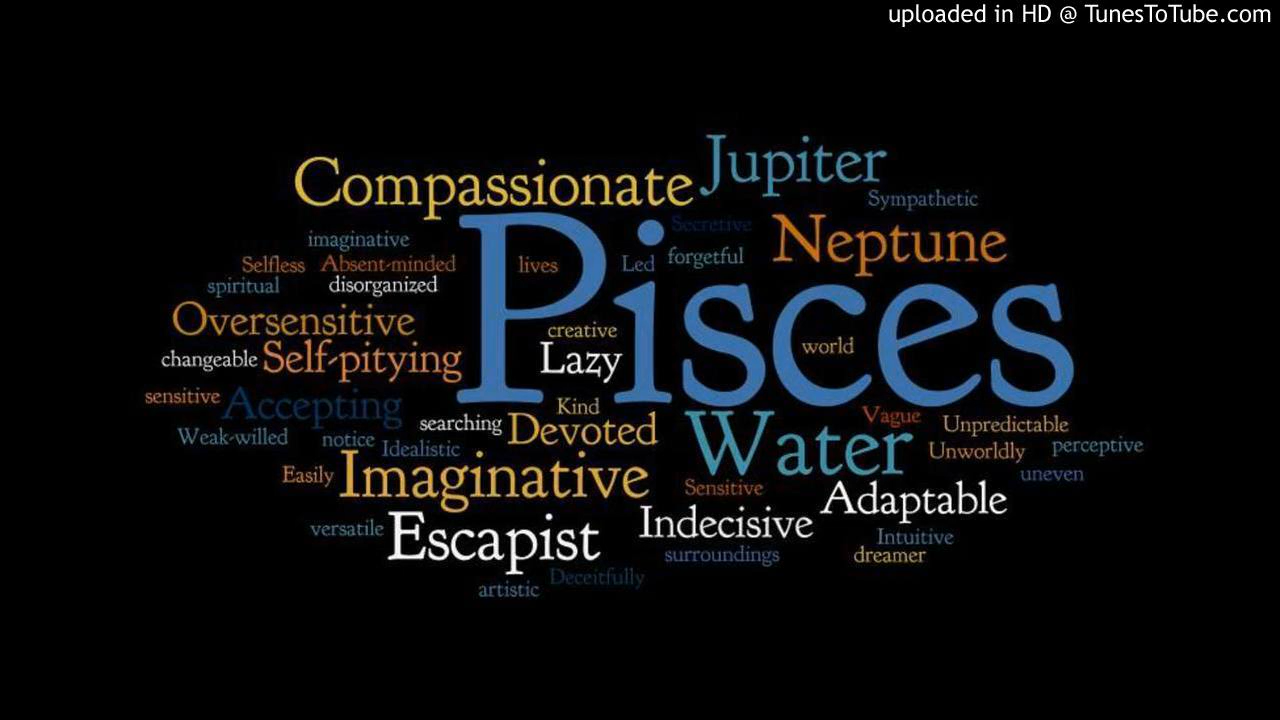 uploaded in HD @ TunesToTube.com
Jupiter
Compassionate
Sympathetic
Secretive
Neptune
imaginative
forgetful
Selfless
Absent-minded
lives
Led
spiritual
disorganized
Pisces
Oversensitive
creative
world
changeable
Self-pitying
Lazy
sensitive
Accepting
Kind
Vague
searching
Devoted
Water
Unpredictable
Weak-willed
notice
Idealistic
Unworldly
perceptive
Easily
Imaginative
Sensitive
uneven
Adaptable
versatile
Escapist
Indecisive
Intuitive
surroundings
dreamer
artistic
Deceitfully